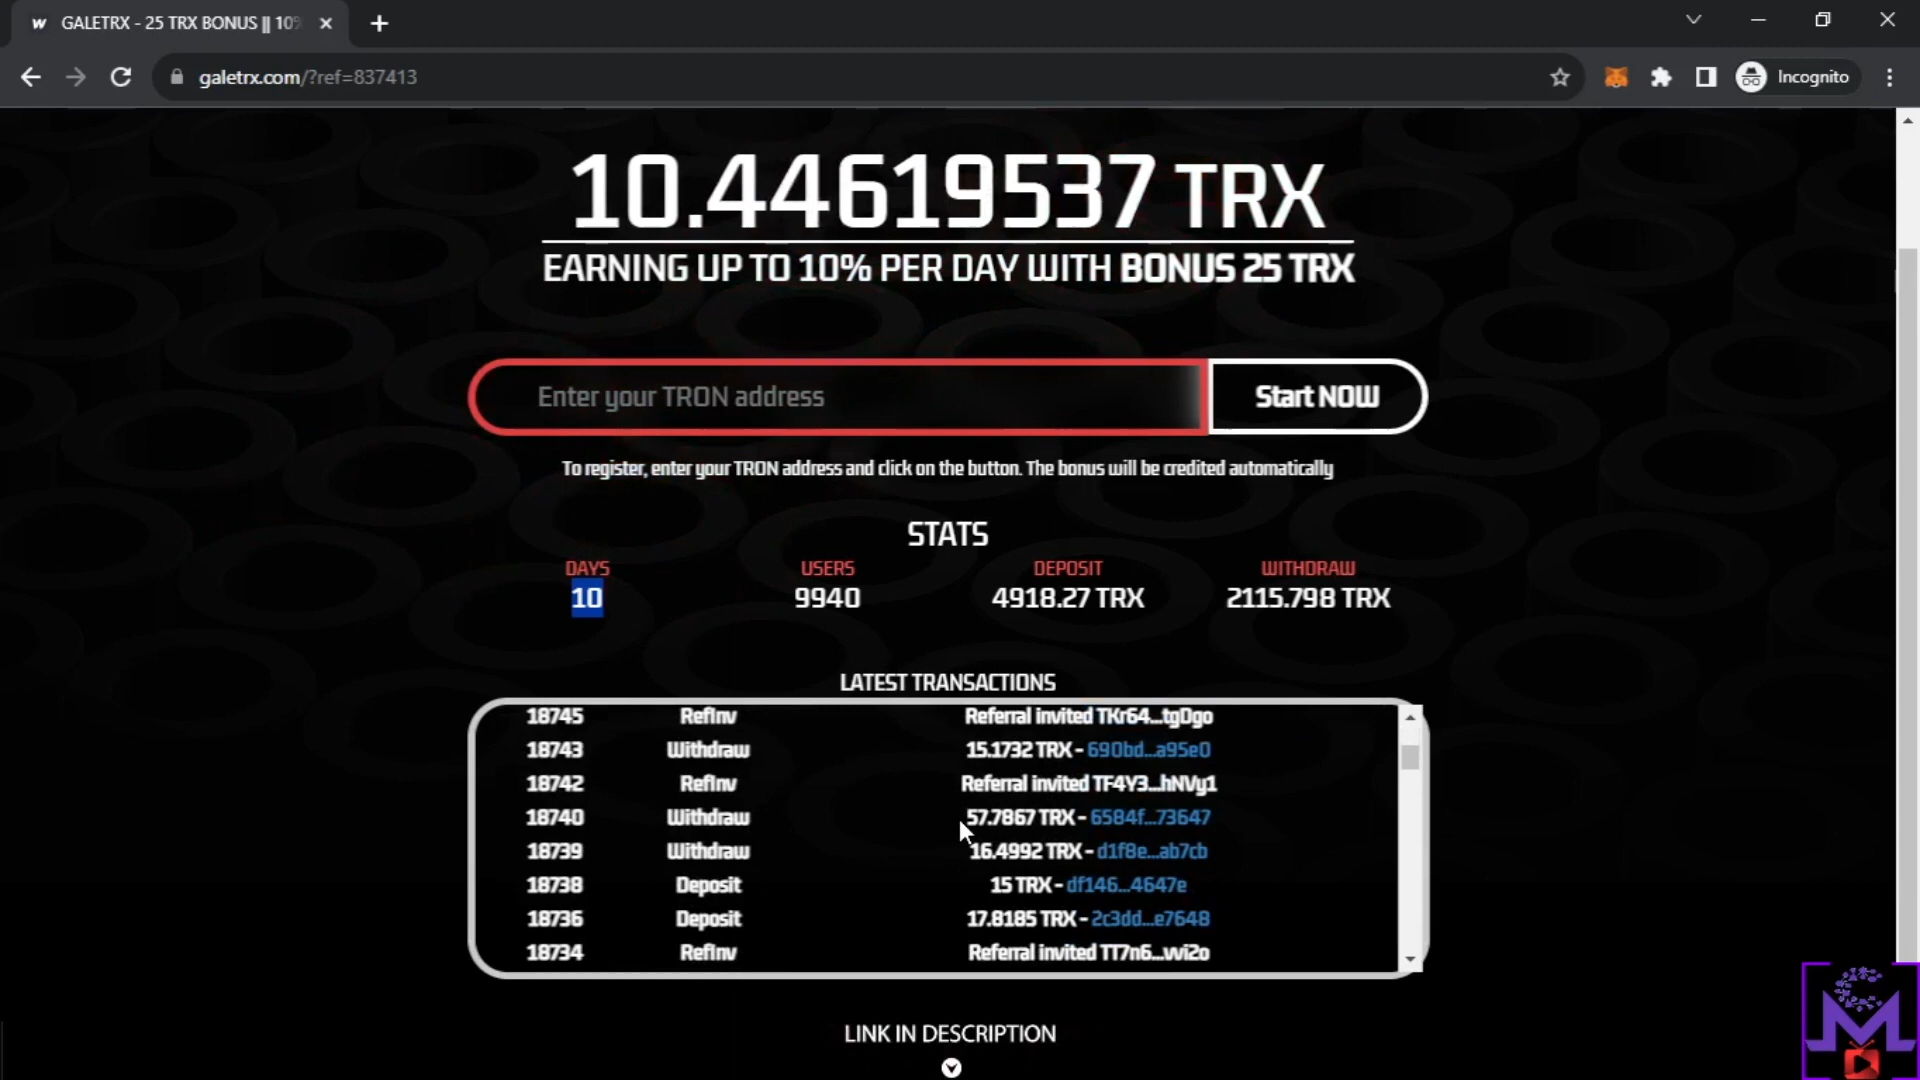 GALETRX - 25 TRX BONUS || 10%
galetrx.com/?ref=837413
Incognito
10.44619537 TRX
EARNING UP TO 10% PER DAY WITH BONUS 25 TRX
Enter your TRON address
Start NOW
To register, enter your TRON address and click on the button. The bonus will be credited automatically
STATS
DAYS USERS DEPOSIT WITHDRAW
10 9940 4918.27 TRX 2115.798 TRX
LATEST TRANSACTIONS
18745 RefInv Referral invited TKr64...tgDgo
18743 Withdraw 15.1732 TRX - 690bd...a95e0
18742 RefInv Referral invited TF4Y3...hNVy1
18740 Withdraw 57.7867 TRX - 6584f...73647
18739 Withdraw 16.4992 TRX - d1f8e...ab7cb
18738 Deposit 15 TRX - df146...4647e
18736 Deposit 17.8185 TRX - 2c3dd...e7648
18734 RefInv Referral invited TT7n6...vvi2o
LINK IN DESCRIPTION